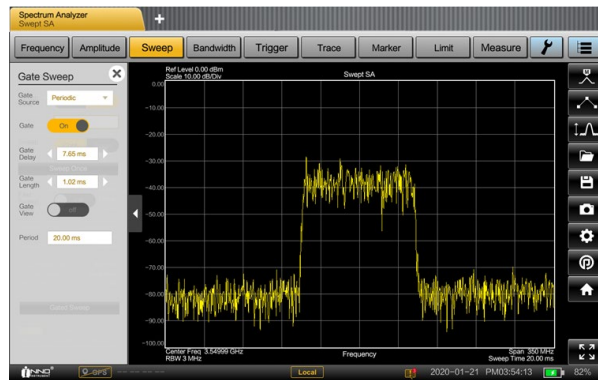 Spectrum Analyzer
Swept SA
Frequency
Amplitude
Sweep
Bandwidth
Trigger
Trace
Marker
Limit
Measure
Gate Sweep
Gate Source
Periodic
Gate
On
Gate Delay
7.65 ms
Gate Length
1.02 ms
Gate View
off
Period
20.00 ms
Gated Sweep
Ref Level 0.00 dBm
Scale 10.00 dB/Div
Swept SA
0.00
-10.00
-20.00
-30.00
-40.00
-50.00
-60.00
-70.00
-80.00
-90.00
-100.00
Center Freq 3.54999 GHz
RBW 3 MHz
Frequency
Span 350 MHz
Sweep Time 20.00 ms
INNO
INSTRUMENT
GPS
Local
2020-01-21 PM03:54:13
82%